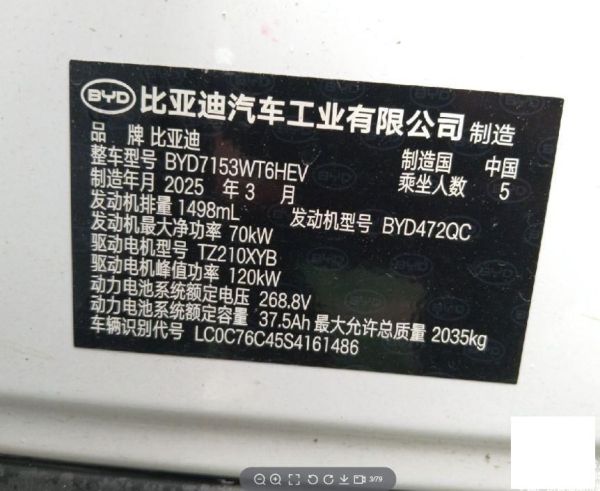 BYD 比亚迪汽车工业有限公司 制造
品 牌 比亚迪
整车型号 BYD7153WT6HEV 制造国 中国
制造年月 2025 年 3 月 乘坐人数 5
发动机排量 1498mL 发动机型号 BYD472QC
发动机最大净功率 70kW
驱动电机型号 TZ210XYB
驱动电机峰值功率 120kW
动力电池系统额定电压 268.8V
动力电池系统额定容量 37.5Ah 最大允许总质量 2035kg
车辆识别代号 LC0C76C45S4161486
3/79